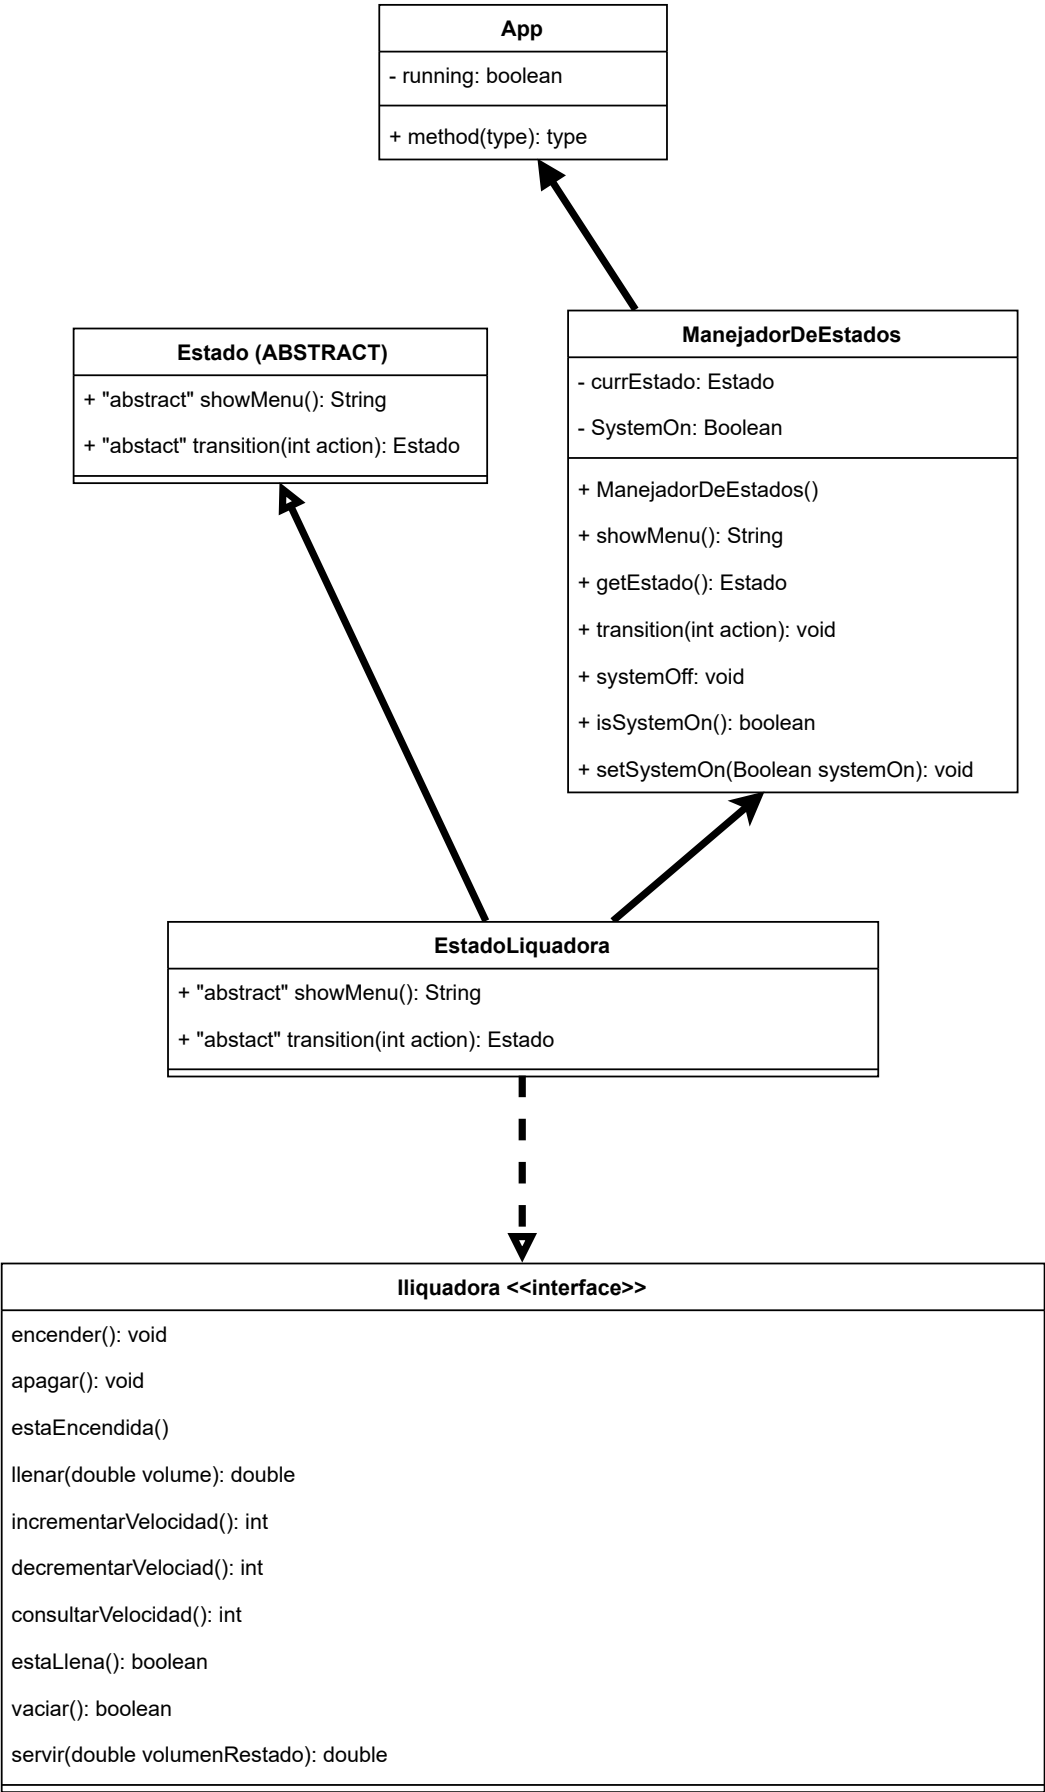 App
- running: boolean
+ method(type): type
Estado (ABSTRACT)
+ "abstract" showMenu(): String
+ "abstact" transition(int action): Estado
ManejadorDeEstados
- currEstado: Estado
- SystemOn: Boolean
+ ManejadorDeEstados()
+ showMenu(): String
+ getEstado(): Estado
+ transition(int action): void
+ systemOff: void
+ isSystemOn(): boolean
+ setSystemOn(Boolean systemOn): void
EstadoLiquadora
+ "abstract" showMenu(): String
+ "abstact" transition(int action): Estado
Iliquadora <<interface>>
encender(): void
apagar(): void
estaEncendida()
llenar(double volume): double
incrementarVelocidad(): int
decrementarVelociad(): int
consultarVelocidad(): int
estaLlena(): boolean
vaciar(): boolean
servir(double volumenRestado): double